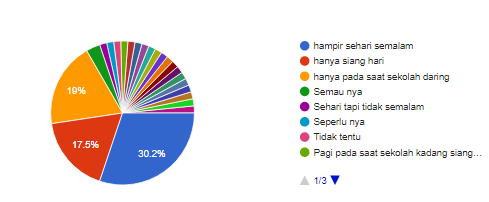 hampir sehari semalam
hanya siang hari
hanya pada saat sekolah daring
Semau nya
Sehari tapi tidak semalam
Seperlu nya
Tidak tentu
Pagi pada saat sekolah kadang siang…
1/3
19%
17.5%
30.2%